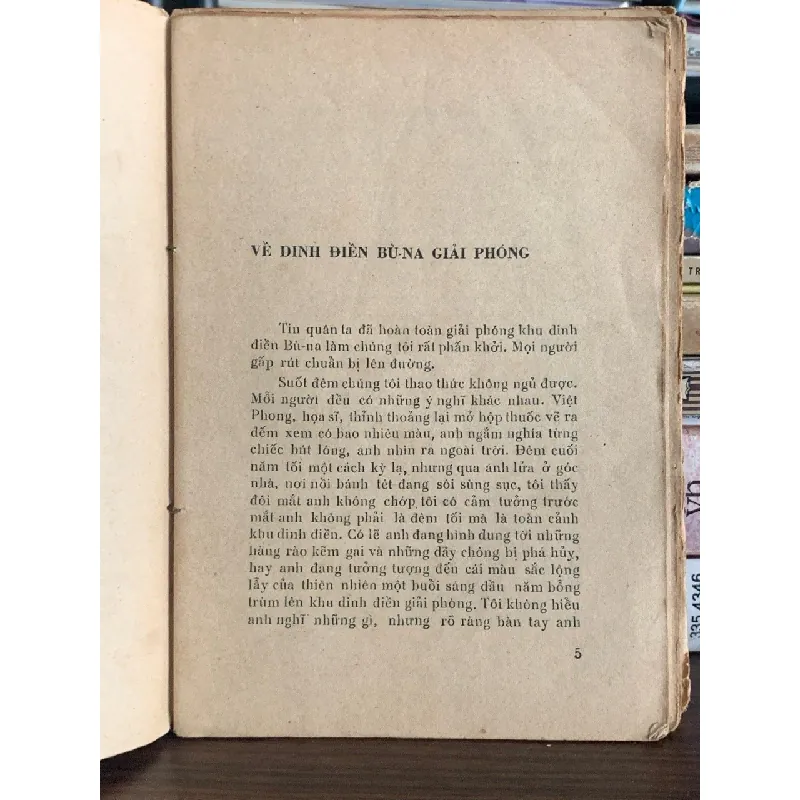 VỀ DINH ĐIỀN BÙ-NA GIẢI PHÓNG
Tin quân ta đã hoàn toàn giải phóng khu dinh
điền Bù-na làm chúng tôi rất phấn khởi. Mọi người
gấp rút chuẩn bị lên đường.
Suốt đêm chúng tôi thao thức không ngủ được.
Mỗi người đều có những ý nghĩ khác nhau. Việt
Phong, họa sĩ, thỉnh thoảng lại mở hộp thuốc vẽ ra
đếm xem có bao nhiêu màu, anh ngắm nghía từng
chiếc bút lông, anh nhìn ra ngoài trời. Đêm cuối
năm tối một cách kỳ lạ, nhưng qua ánh lửa ở góc
nhà, nơi nồi bánh tét đang sôi sùng sục, tôi thấy
đôi mắt anh không chớp, tôi có cảm tưởng trước
mắt anh không phải là đêm tối mà là toàn cảnh
khu dinh điền. Có lẽ anh đang hình dung tới những
hàng rào kẽm gai và những dãy chông bị phá hủy,
hay anh đang tưởng tượng đến cái màu sắc lộng
lẫy của thiên nhiên một buổi sáng đầu năm bỗng
trùm lên khu dinh điền giải phóng. Tôi không hiểu
anh nghĩ những gì, nhưng rõ ràng bàn tay anh
5
335.4346